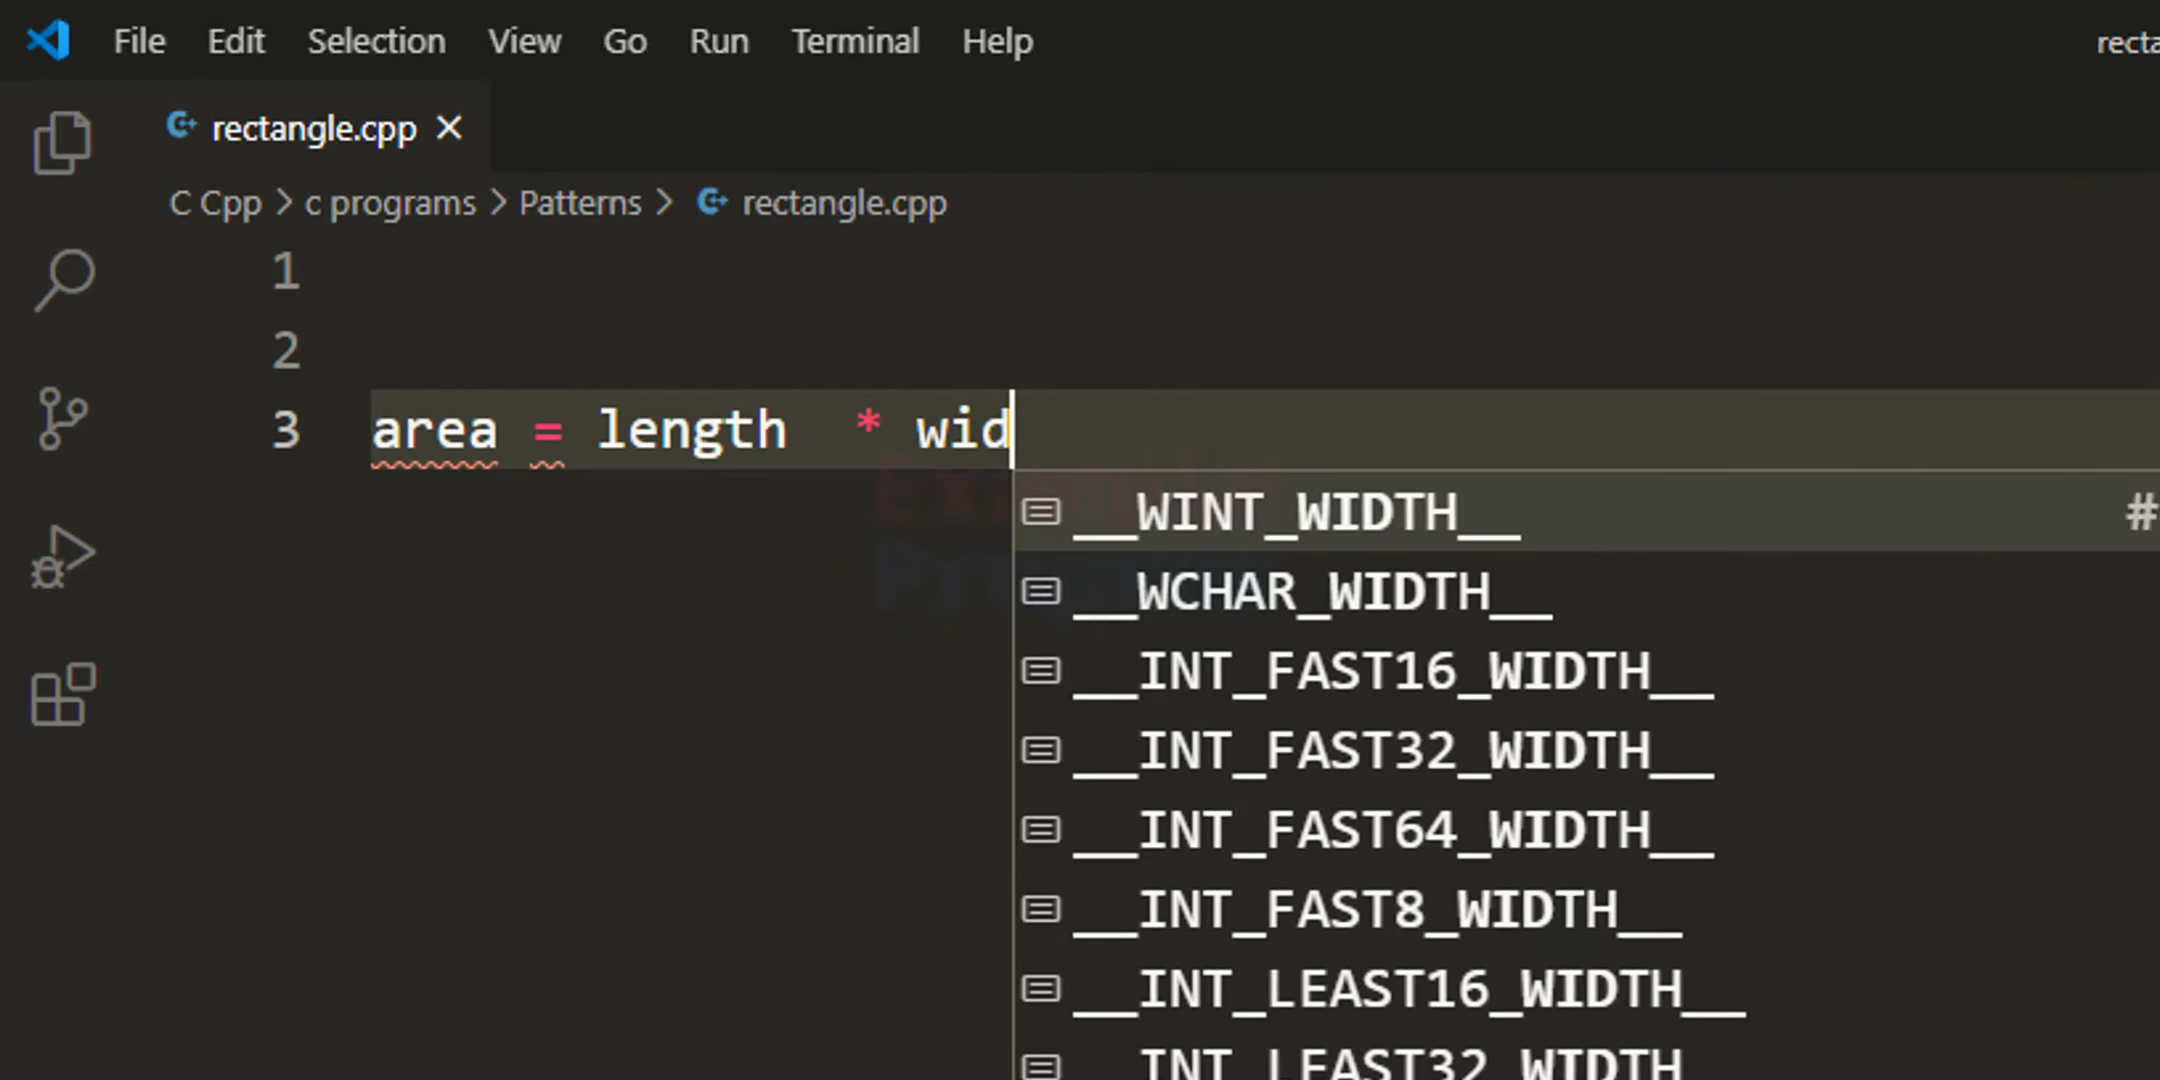 File Edit Selection View Go Run Terminal Help
rectangle.cpp
C Cpp > c programs > Patterns > rectangle.cpp
1
2
3 area = length  * wid
__WINT_WIDTH__ #
__WCHAR_WIDTH__
__INT_FAST16_WIDTH__
__INT_FAST32_WIDTH__
__INT_FAST64_WIDTH__
__INT_FAST8_WIDTH__
__INT_LEAST16_WIDTH__
__INT_LEAST32_WIDTH__